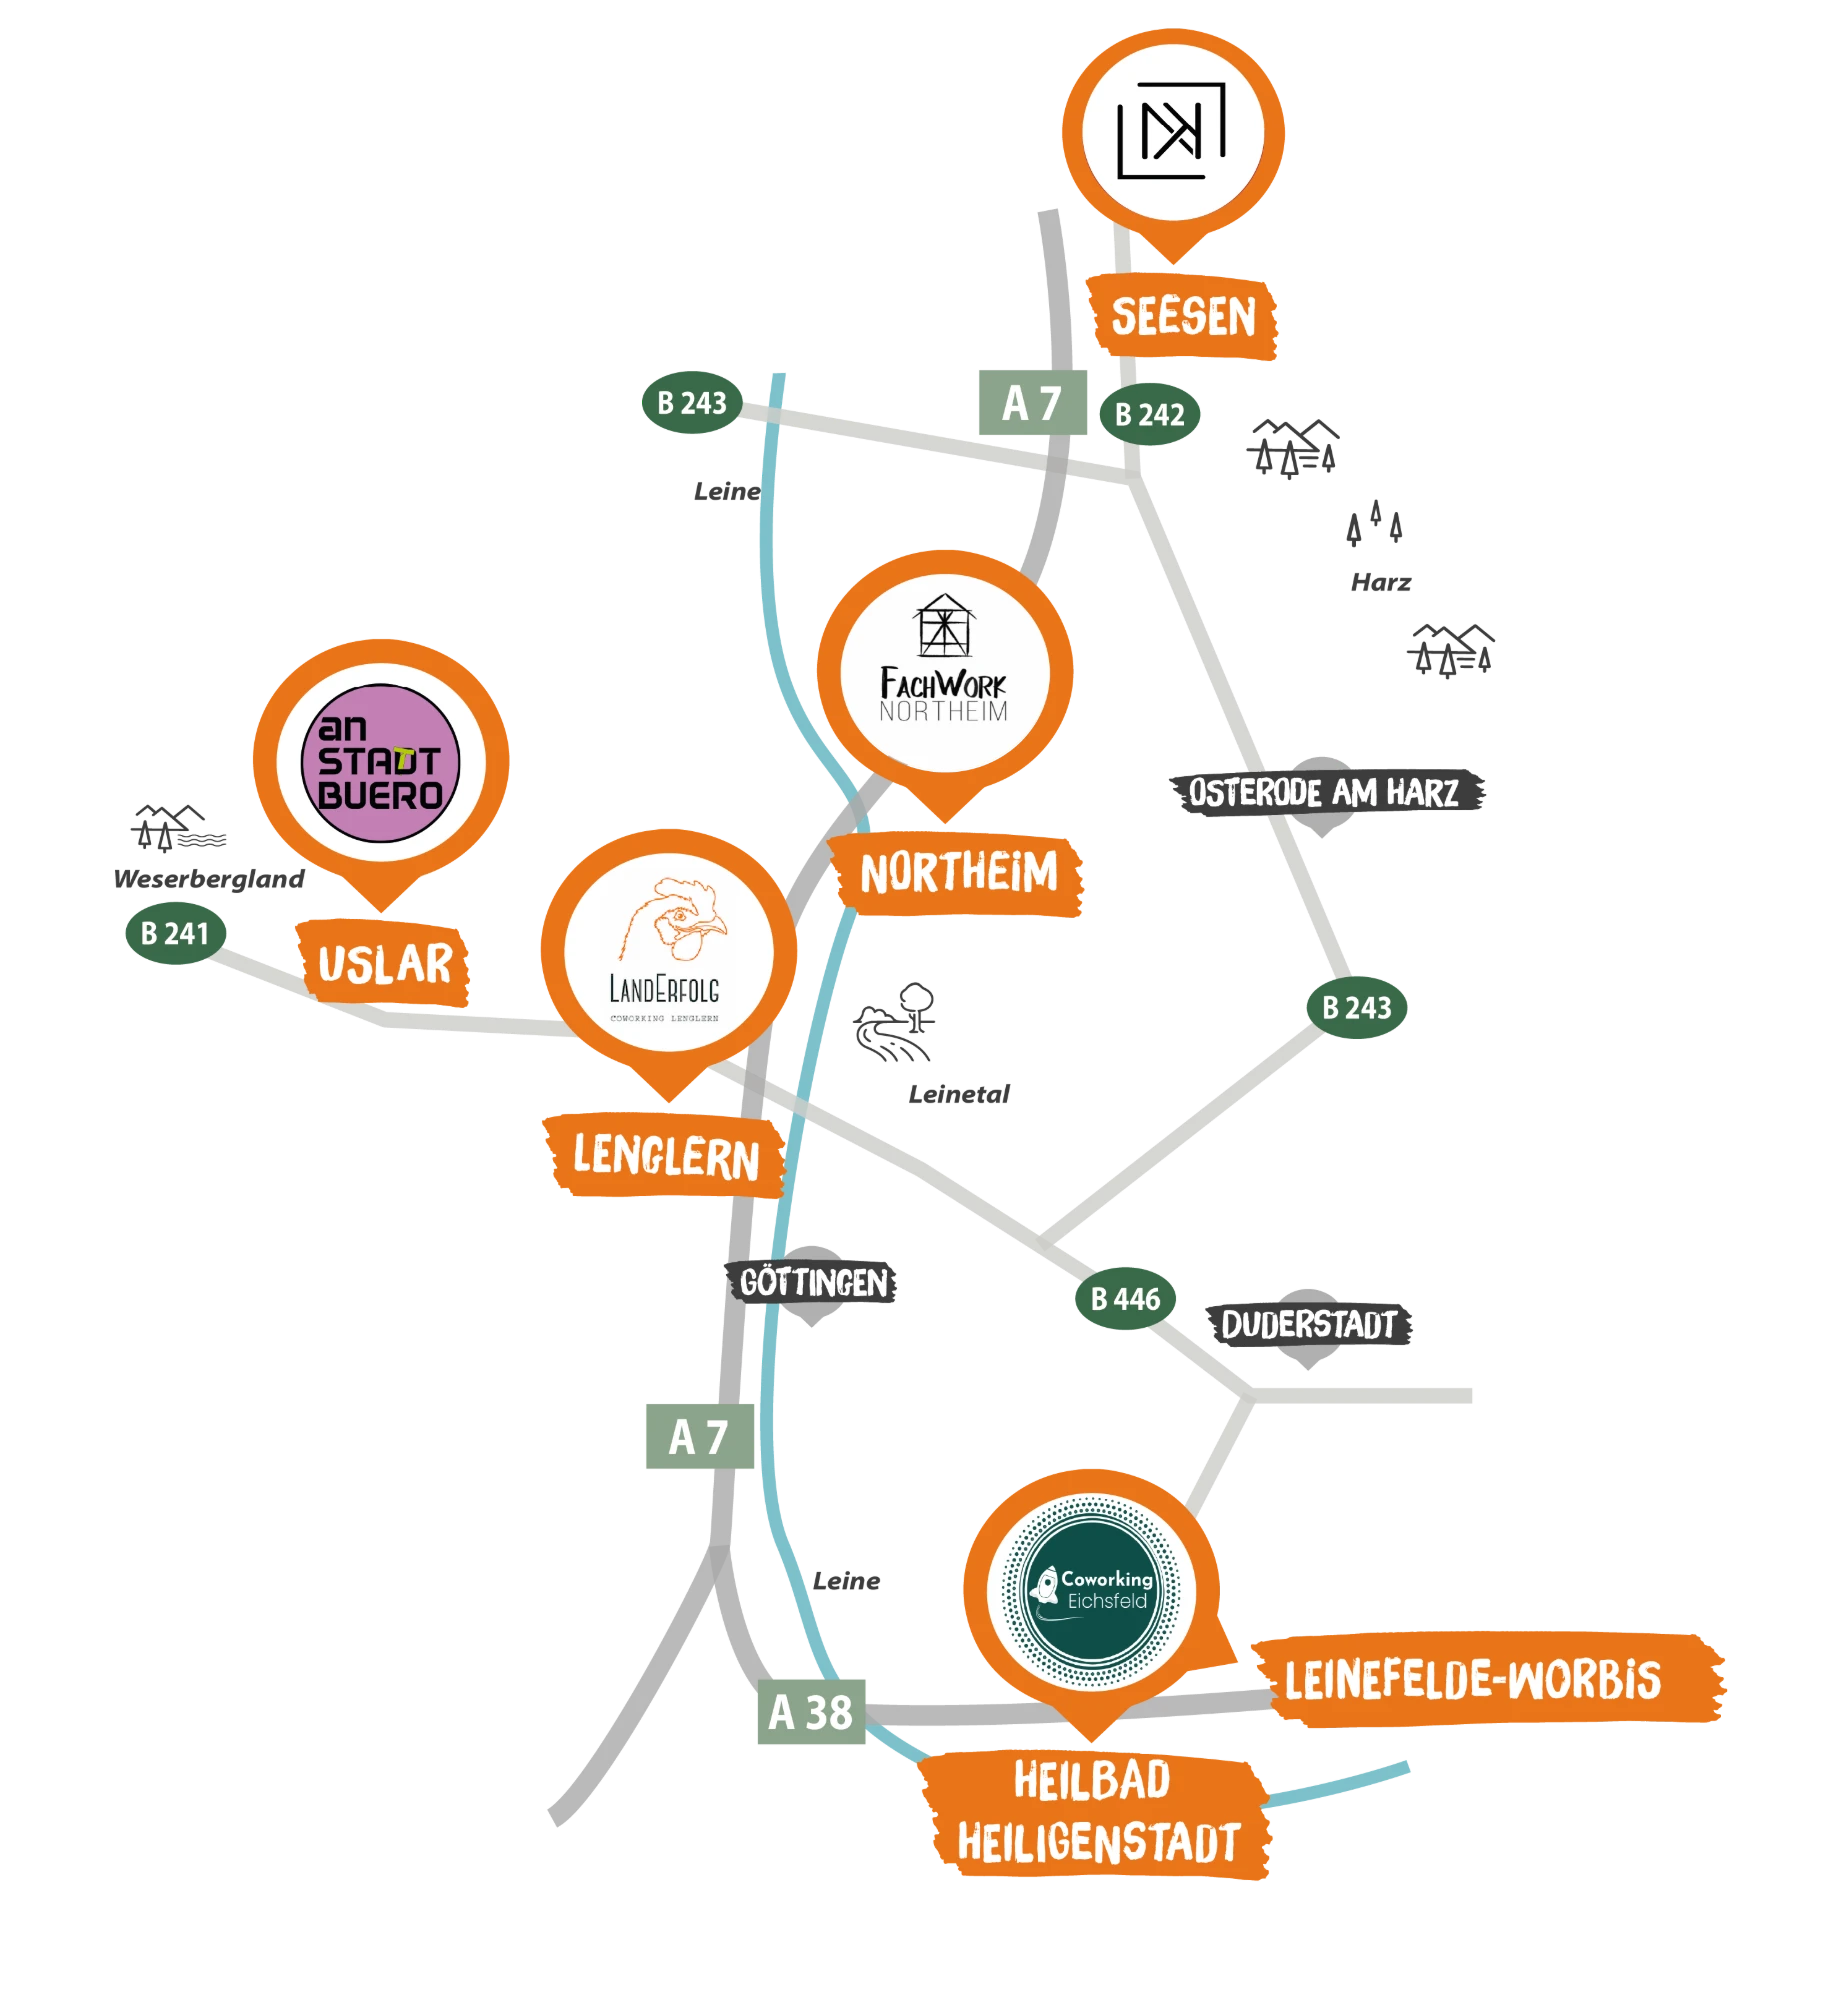 SEESEN
B 243
A 7
B 242
Leine
Harz
FACHWORK
NORTHEIM
an
STADT
BUERO
OSTERODE AM HARZ
Weserbergland
NORTHEiM
B 241
USLAR
LANDERFOLG
COWORKING LENGLERN
B 243
Leinetal
LENGLERN
GÖTTINGEN
B 446
DUDERSTADT
A 7
Leine
Coworking
Eichsfeld
LEINEFELDE-WORBiS
A 38
HEILBAD
HEILIGENSTADT